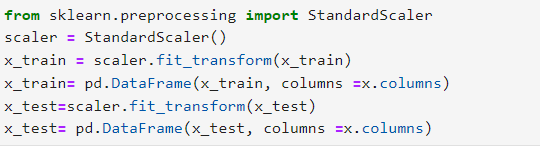 from sklearn.preprocessing import StandardScaler
scaler = StandardScaler()
x_train = scaler.fit_transform(x_train)
x_train= pd.DataFrame(x_train, columns =x.columns)
x_test=scaler.fit_transform(x_test)
x_test= pd.DataFrame(x_test, columns =x.columns)